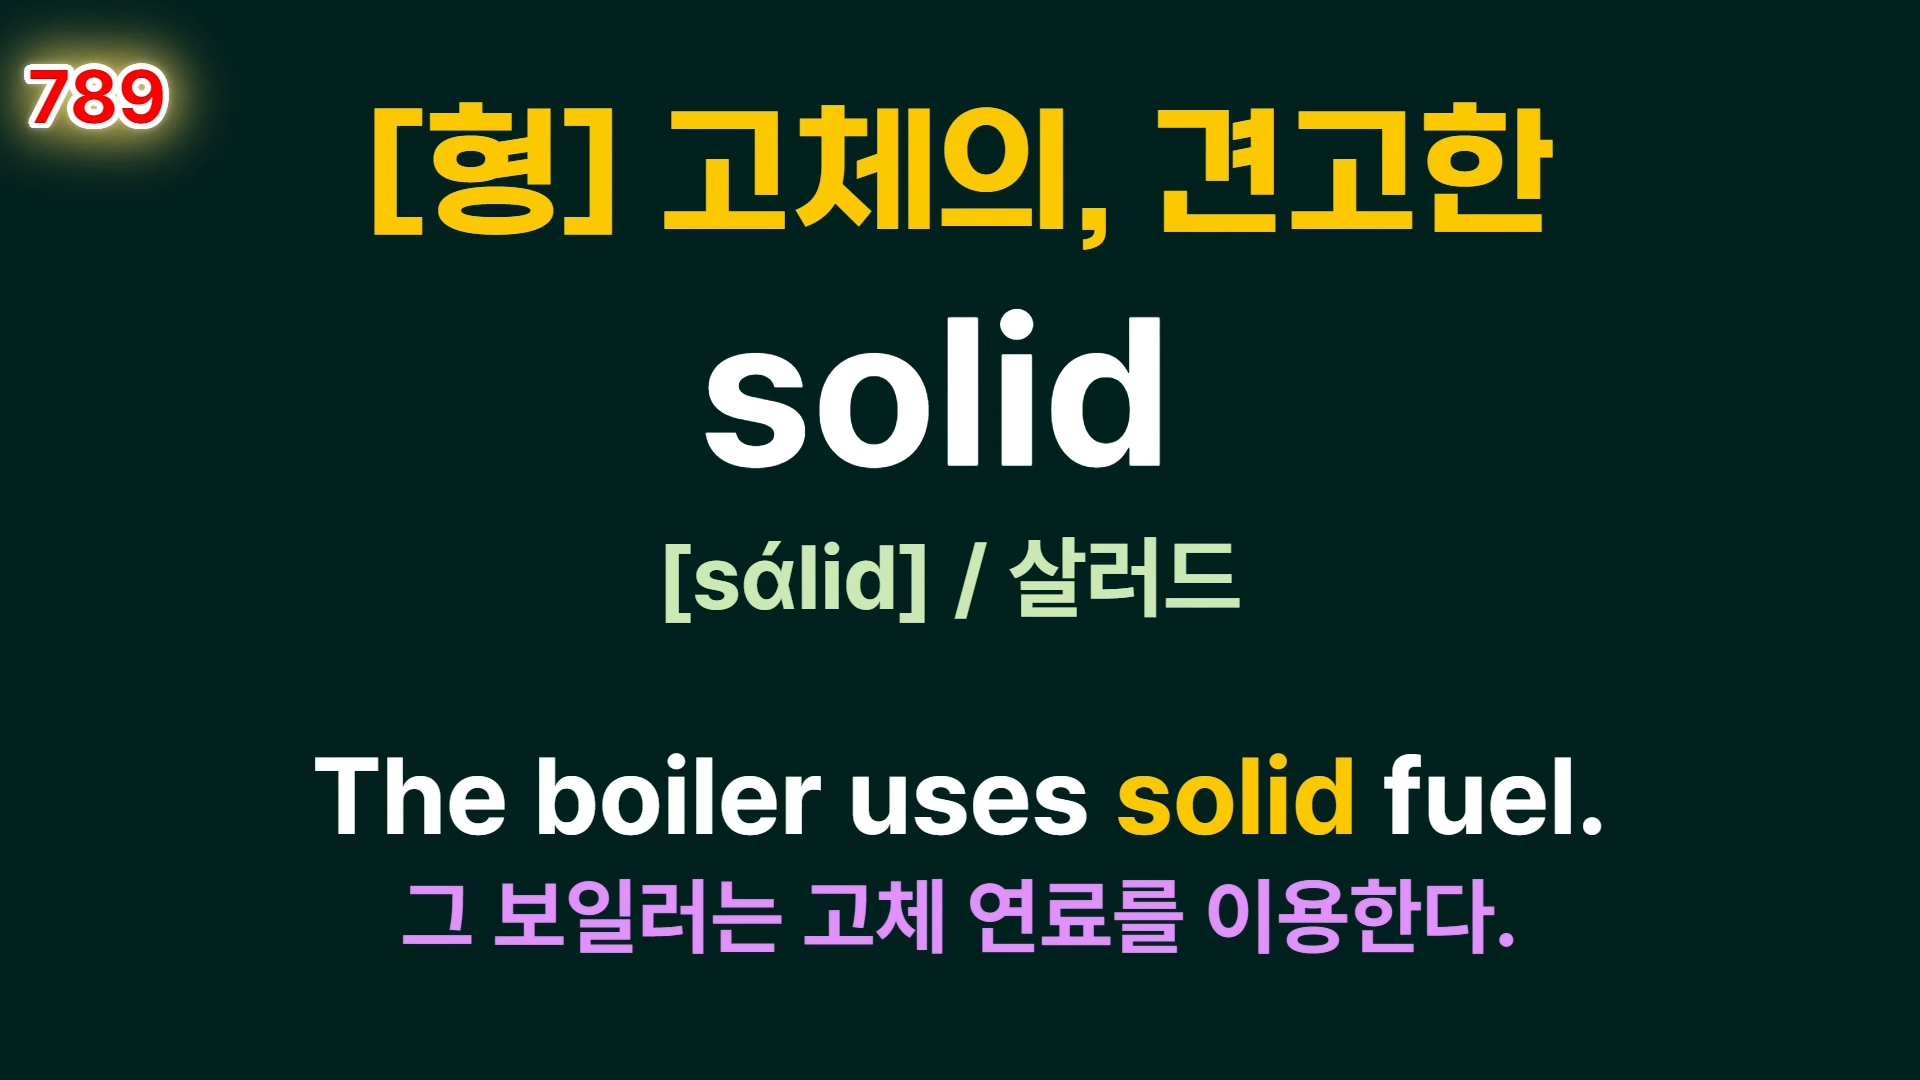 789
[형] 고체의, 견고한
solid
[sάlid] / 살러드
The boiler uses solid fuel.
그 보일러는 고체 연료를 이용한다.